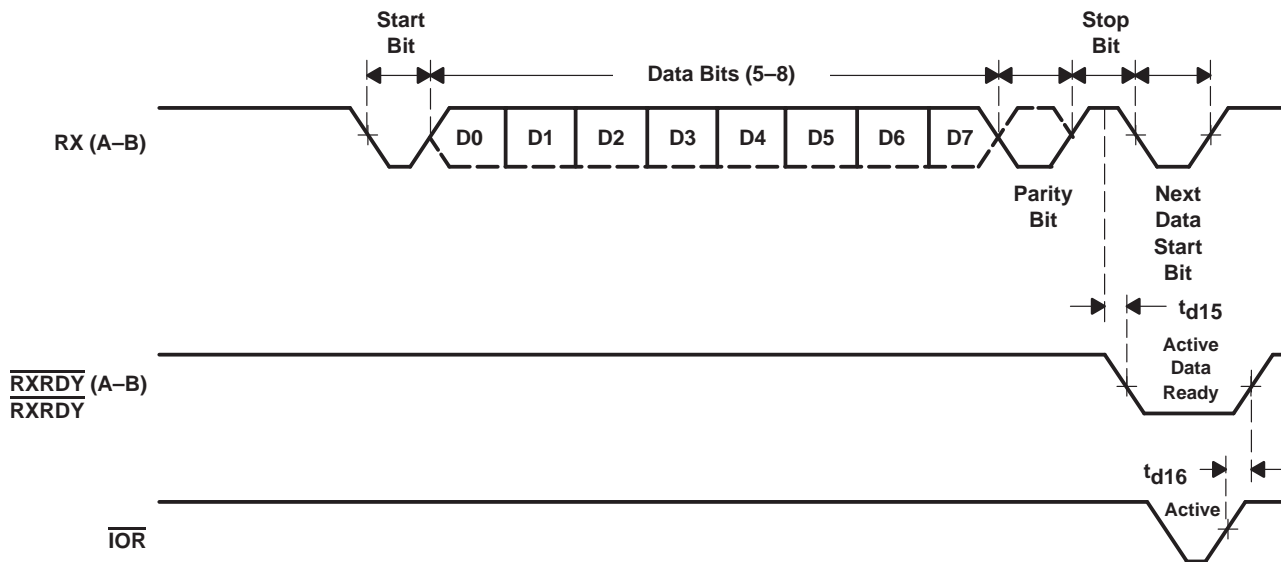 Start
Bit
Data Bits (5–8)
Stop
Bit
RX (A–B)
D0 D1 D2 D3 D4 D5 D6 D7
Parity
Bit
Next
Data
Start
Bit
td15
RXRDY (A–B)
RXRDY
Active
Data
Ready
td16
IOR
Active